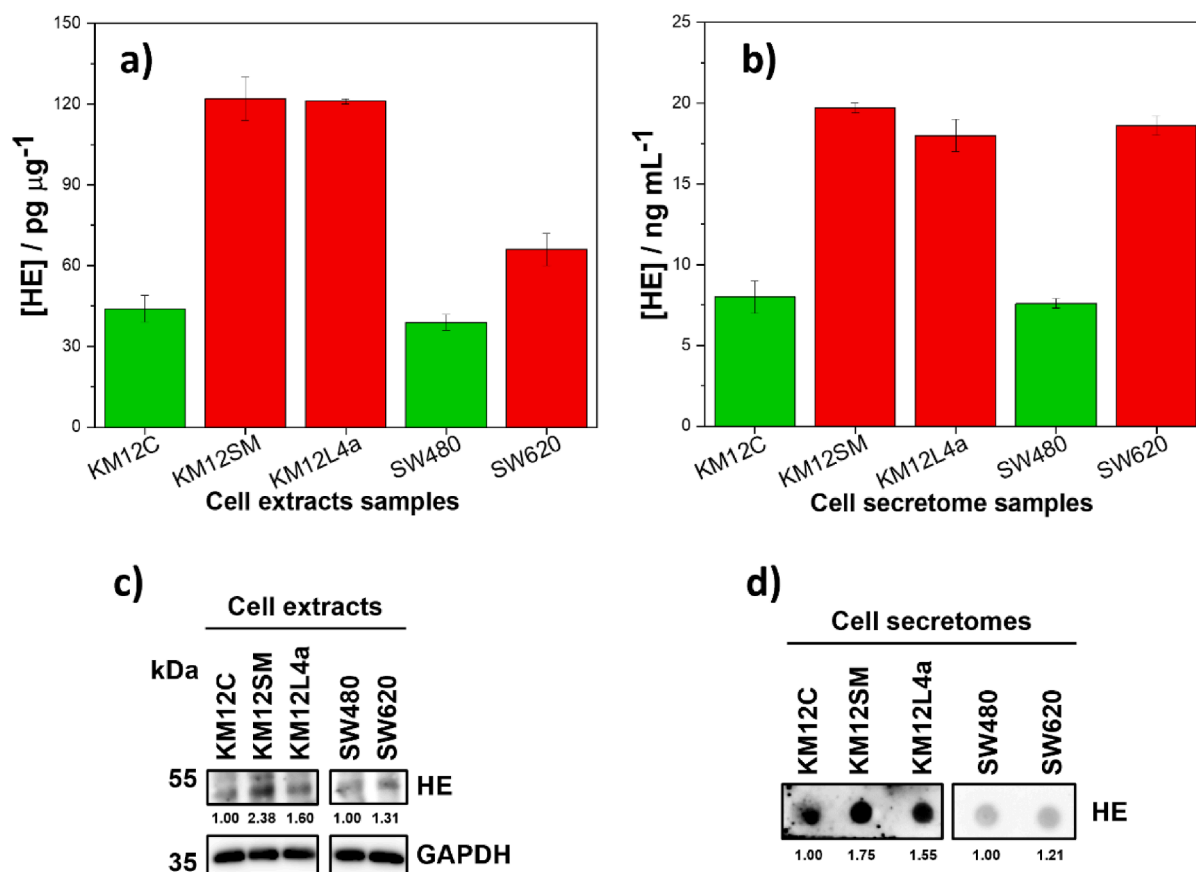 a)
150
120
90
60
30
0
[HE] / pg µg-1
KM12C
KM12SM
KM12L4a
SW480
SW620
Cell extracts samples
b)
25
20
15
10
5
0
[HE] / ng mL-1
KM12C
KM12SM
KM12L4a
SW480
SW620
Cell secretome samples
c)
Cell extracts
kDa
KM12C
KM12SM
KM12L4a
SW480
SW620
55
HE
1.00 2.38 1.60 1.00 1.31
35
GAPDH
d)
Cell secretomes
KM12C
KM12SM
KM12L4a
SW480
SW620
HE
1.00 1.75 1.55 1.00 1.21